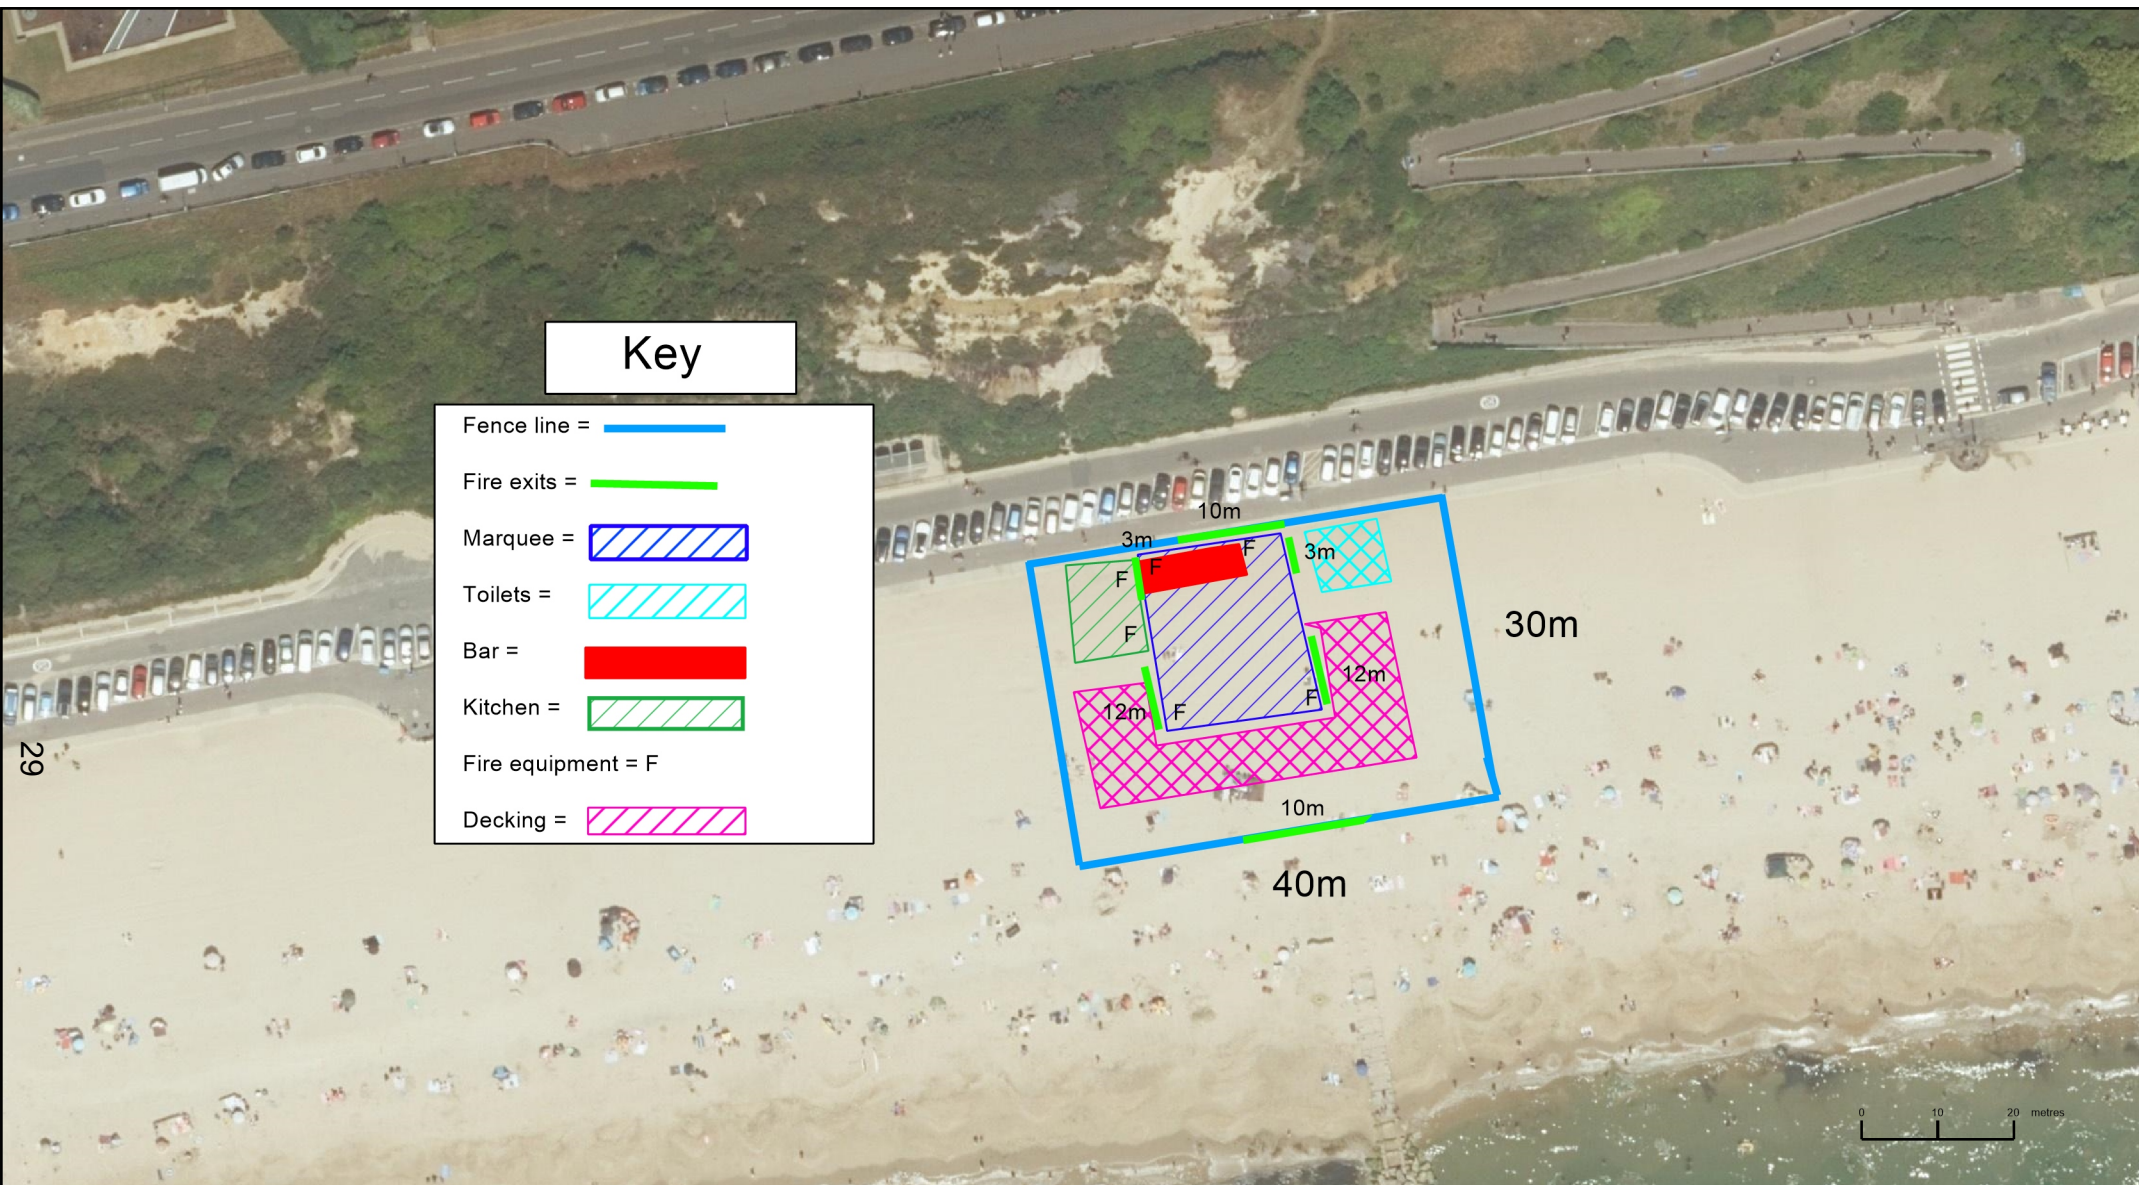 Key
Fence line =
Fire exits =
Marquee =
Toilets =
Bar =
Kitchen =
Fire equipment = F
Decking =
10m
3m
F
3m
F
F
F
30m
12m
12m
F
F
10m
40m
29
0 10 20 metres